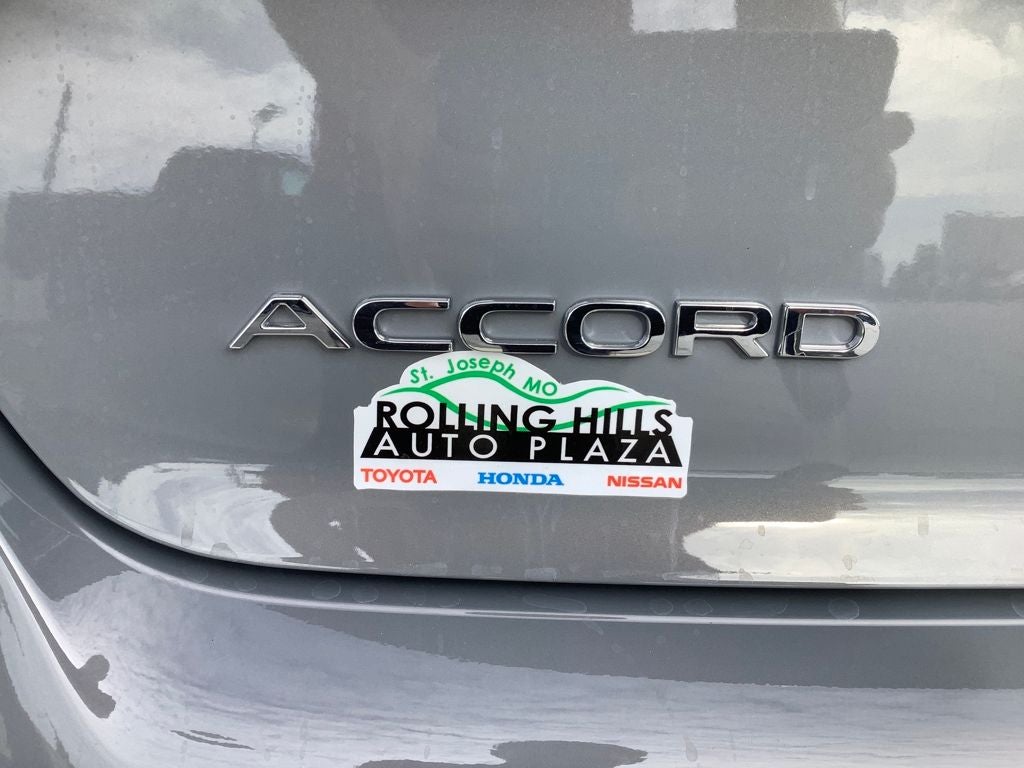 ACCORD
St. Joseph MO
ROLLING HILLS
AUTO PLAZA
TOYOTA HONDA NISSAN